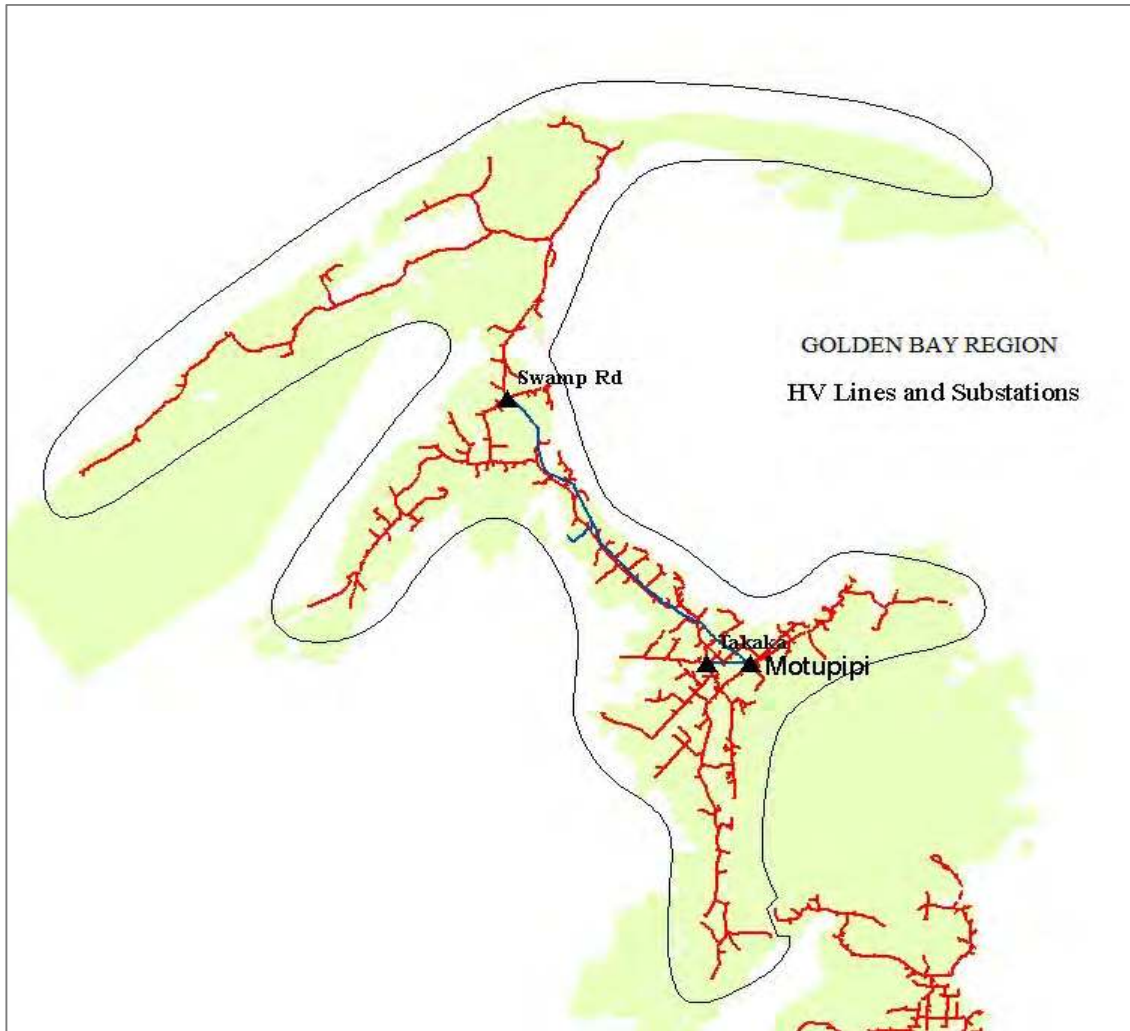 GOLDEN BAY REGION
HV Lines and Substations
Swamp Rd
Takaka
Motupipi